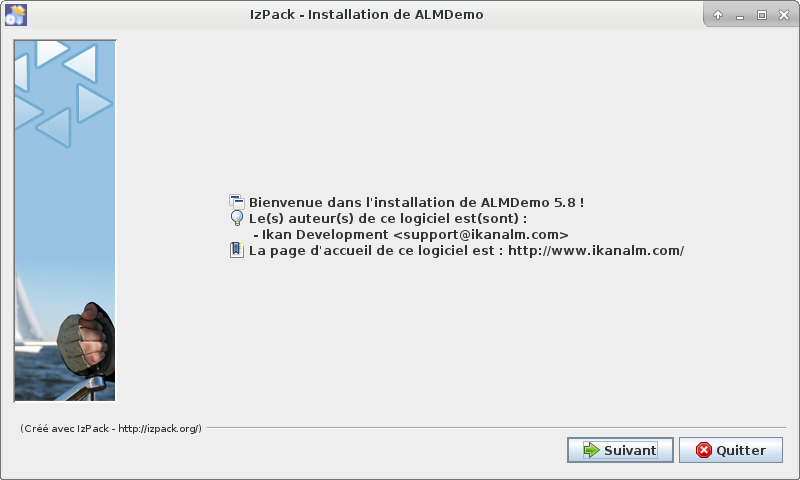 IzPack - Installation de ALMDemo
Bienvenue dans l'installation de ALMDemo 5.8 !
Le(s) auteur(s) de ce logiciel est(sont) :
- Ikan Development <support@ikanalm.com>
La page d'accueil de ce logiciel est : http://www.ikanalm.com/
(Créé avec IzPack - http://izpack.org/)
Suivant
Quitter